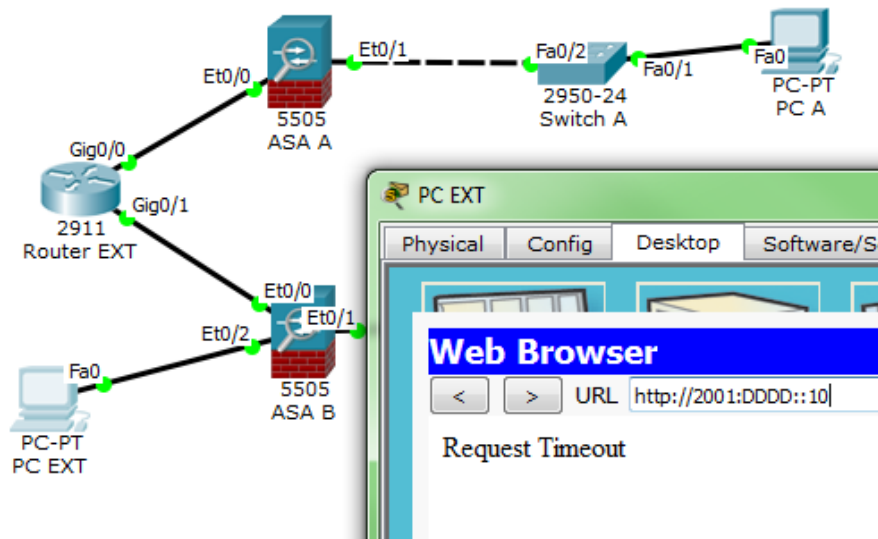 Et0/1
Fa0/2
Fa0
Et0/0
Fa0/1
5505
ASA A
2950-24
Switch A
PC-PT
PC A
Gig0/0
Gig0/1
2911
Router EXT
Et0/0
Et0/1
Et0/2
Fa0
5505
ASA B
PC-PT
PC EXT
PC EXT
Physical
Config
Desktop
Software/S
Web Browser
< > URL http://2001:DDDD::10
Request Timeout